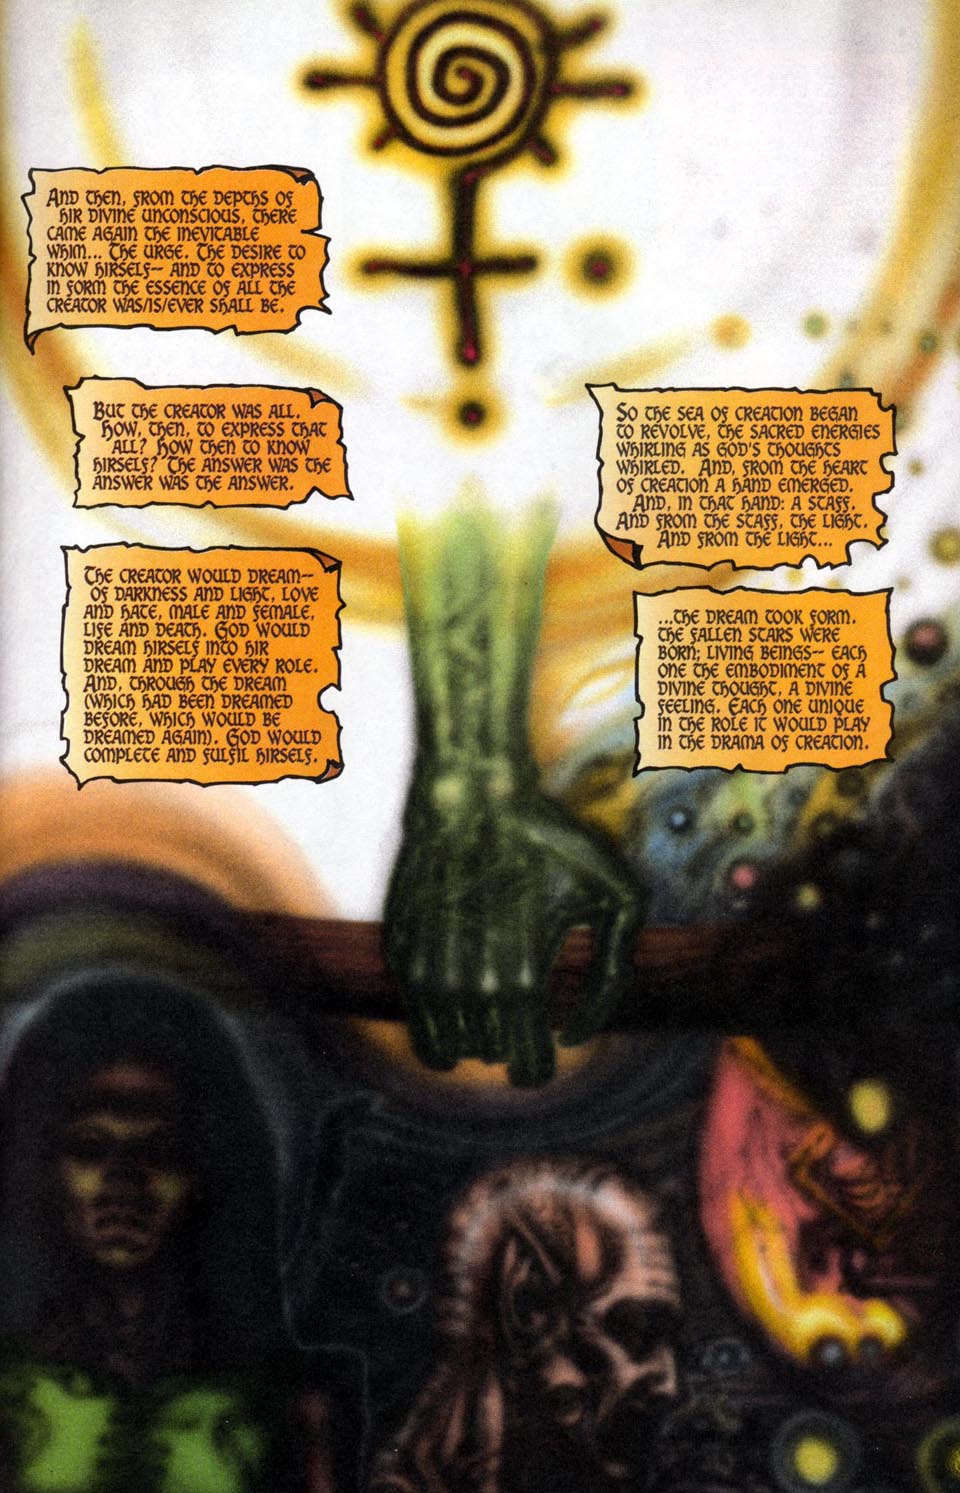 And then, from the depths of
hir divine unconscious, there
came again the inevitable
whim... The urge. The desire to
know hirself-- and to express
in form the essence of all the
creator was/is/ever shall be.
But the creator was all.
How, then, to express that
all? How then to know
hirself? The answer was the
answer was the answer.
The creator would dream--
of darkness and light, love
and hate, male and female,
life and death. God would
dream hirself into hir
dream and play every role.
And, through the dream
(which had been dreamed
before, which would be
dreamed again). God would
complete and fulfil hirself.
So the sea of creation began
to revolve, the sacred energies
whirling as God's thoughts
whirled. And, from the heart
of creation a hand emerged.
And, in that hand: a staff.
And from the staff, the light.
And from the light...
...the dream took form.
The fallen stars were
born; living beings-- each
one the embodiment of a
divine thought, a divine
feeling. Each one unique
in the role it would play
in the drama of creation.